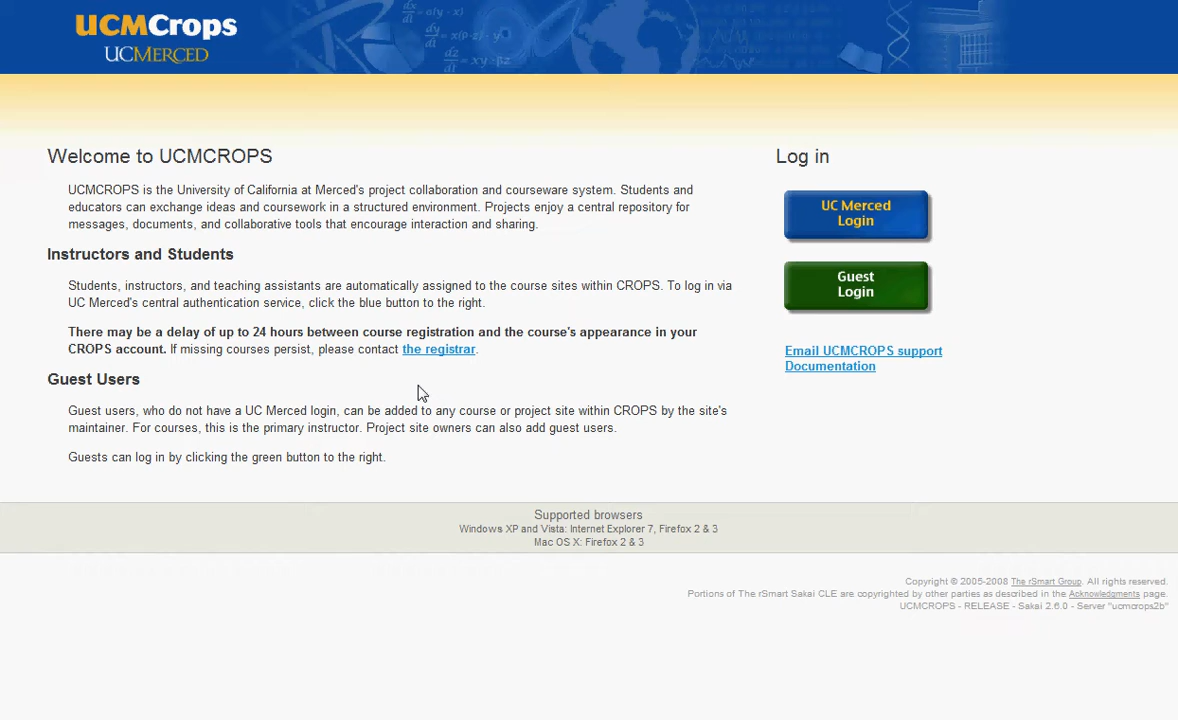 UCMCrops
UCMERCED
dx
dt
= α(y - x)
dy
dt
= x(ρ-z) - y
dz
dt
= xy - βz
Welcome to UCMCROPS
UCMCROPS is the University of California at Merced's project collaboration and courseware system. Students and
educators can exchange ideas and coursework in a structured environment. Projects enjoy a central repository for
messages, documents, and collaborative tools that encourage interaction and sharing.
Instructors and Students
Students, instructors, and teaching assistants are automatically assigned to the course sites within CROPS. To log in via
UC Merced's central authentication service, click the blue button to the right.
There may be a delay of up to 24 hours between course registration and the course's appearance in your
CROPS account. If missing courses persist, please contact the registrar.
Guest Users
Guest users, who do not have a UC Merced login, can be added to any course or project site within CROPS by the site's
maintainer. For courses, this is the primary instructor. Project site owners can also add guest users.
Guests can log in by clicking the green button to the right.
Log in
UC Merced
Login
Guest
Login
Email UCMCROPS support
Documentation
Supported browsers
Windows XP and Vista: Internet Explorer 7, Firefox 2 & 3
Mac OS X: Firefox 2 & 3
Copyright © 2005-2008 The rSmart Group. All rights reserved.
Portions of The rSmart Sakai CLE are copyrighted by other parties as described in the Acknowledgments page.
UCMCROPS - RELEASE - Sakai 2.6.0 - Server "ucmcrops2b"